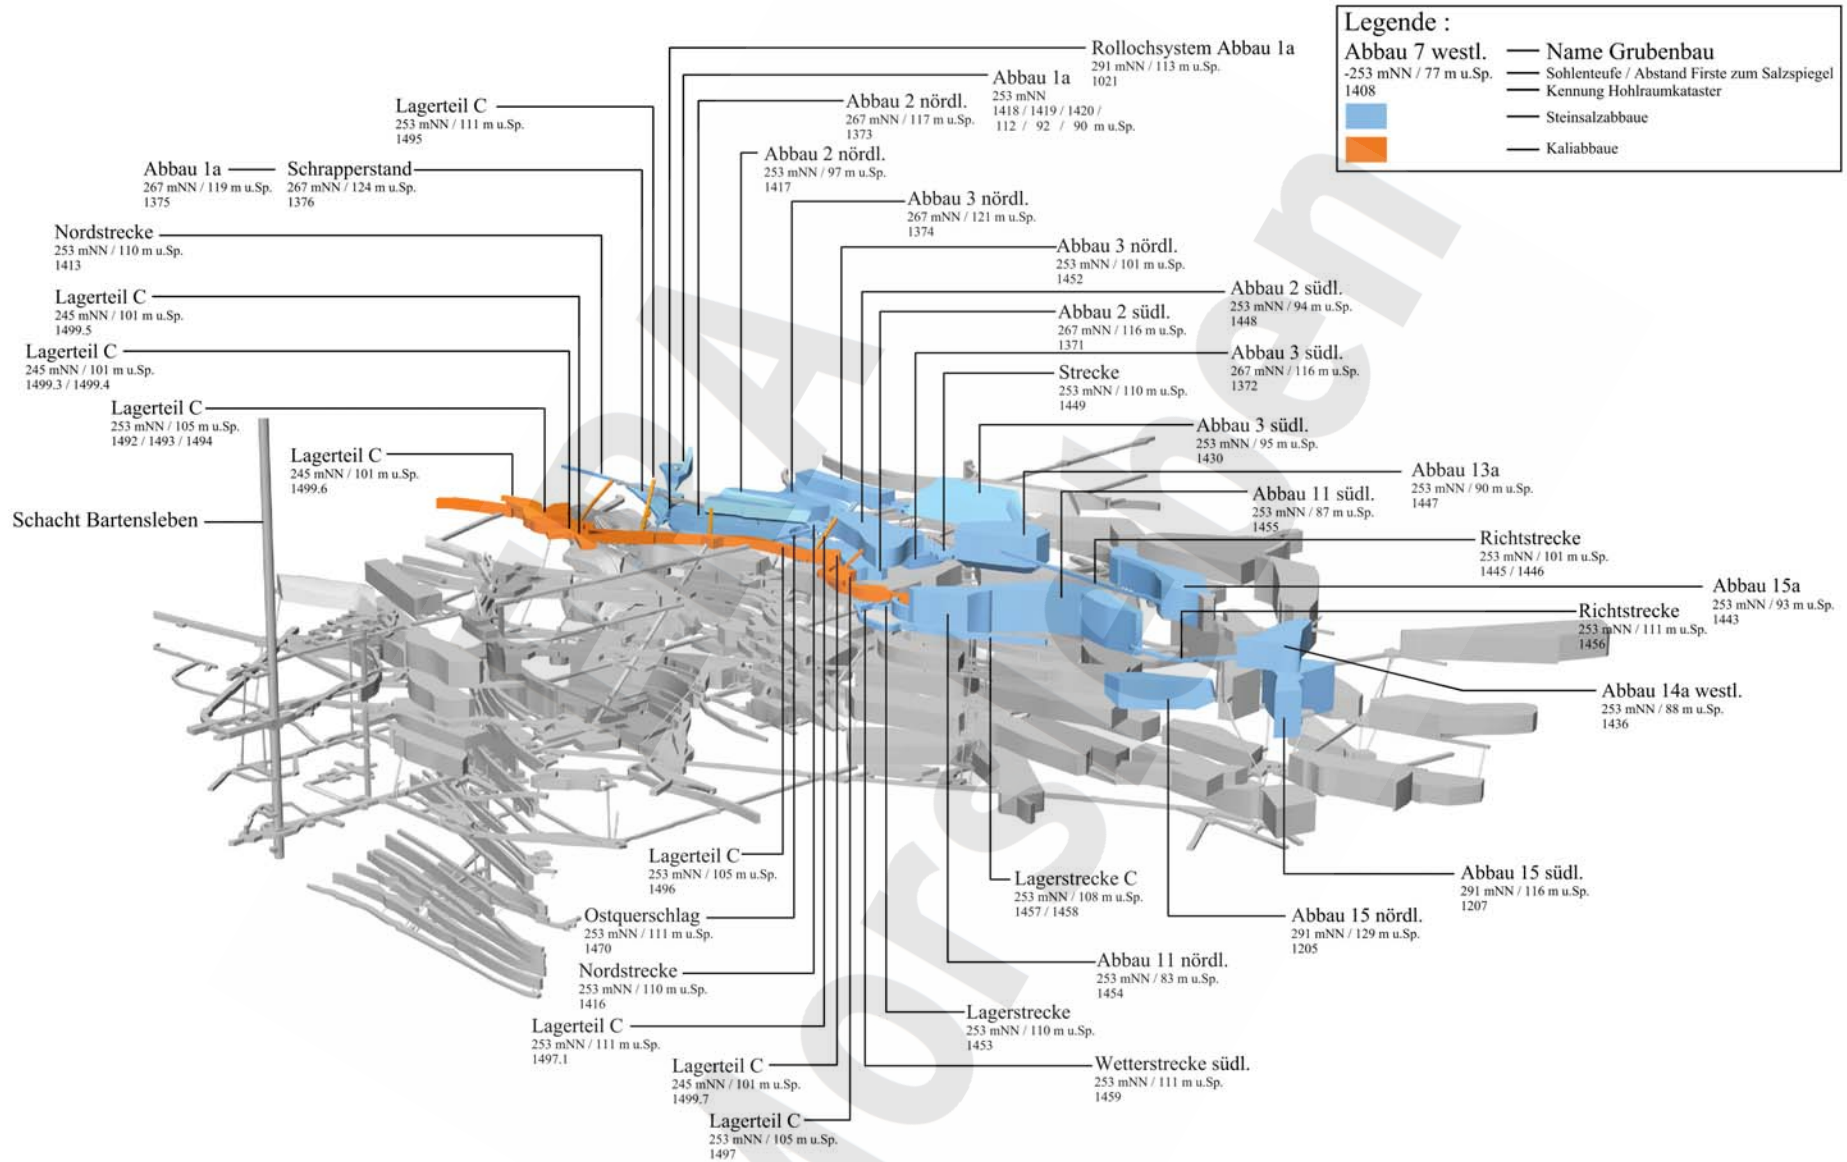 Legende :
Abbau 7 westl.
-253 mNN / 77 m u.Sp.
1408
Name Grubenbau
Sohlenteufe / Abstand Firste zum Salzspiegel
Kennung Hohlraumkataster
Steinsalzabbaue
Kaliabbaue
Rollochsystem Abbau 1a
291 mNN / 113 m u.Sp.
1021
Abbau 1a
253 mNN
1418 / 1419 / 1420 /
112 / 92 / 90 m u.Sp.
Lagerteil C
253 mNN / 111 m u.Sp.
1495
Abbau 2 nördl.
267 mNN / 117 m u.Sp.
1373
Abbau 2 nördl.
253 mNN / 97 m u.Sp.
1417
Abbau 1a
267 mNN / 119 m u.Sp.
1375
Schrapperstand
267 mNN / 124 m u.Sp.
1376
Abbau 3 nördl.
267 mNN / 121 m u.Sp.
1374
Nordstrecke
253 mNN / 110 m u.Sp.
1413
Abbau 3 nördl.
253 mNN / 101 m u.Sp.
1452
Lagerteil C
245 mNN / 101 m u.Sp.
1499.5
Abbau 2 südl.
253 mNN / 94 m u.Sp.
1448
Abbau 2 südl.
267 mNN / 116 m u.Sp.
1371
Lagerteil C
245 mNN / 101 m u.Sp.
1499.3 / 1499.4
Abbau 3 südl.
267 mNN / 116 m u.Sp.
1372
Strecke
253 mNN / 110 m u.Sp.
1449
Lagerteil C
253 mNN / 105 m u.Sp.
1492 / 1493 / 1494
Abbau 3 südl.
253 mNN / 95 m u.Sp.
1430
Lagerteil C
245 mNN / 101 m u.Sp.
1499.6
Abbau 13a
253 mNN / 90 m u.Sp.
1447
Abbau 11 südl.
253 mNN / 87 m u.Sp.
1455
Schacht Bartensleben
Richtstrecke
253 mNN / 101 m u.Sp.
1445 / 1446
Abbau 15a
253 mNN / 93 m u.Sp.
1443
Richtstrecke
253 mNN / 111 m u.Sp.
1456
Abbau 14a westl.
253 mNN / 88 m u.Sp.
1436
Lagerteil C
253 mNN / 105 m u.Sp.
1496
Lagerstrecke C
253 mNN / 108 m u.Sp.
1457 / 1458
Abbau 15 südl.
291 mNN / 116 m u.Sp.
1207
Ostquerschlag
253 mNN / 111 m u.Sp.
1470
Abbau 15 nördl.
291 mNN / 129 m u.Sp.
1205
Nordstrecke
253 mNN / 110 m u.Sp.
1416
Abbau 11 nördl.
253 mNN / 83 m u.Sp.
1454
Lagerteil C
253 mNN / 111 m u.Sp.
1497.1
Lagerstrecke
253 mNN / 110 m u.Sp.
1453
Lagerteil C
245 mNN / 101 m u.Sp.
1499.7
Wetterstrecke südl.
253 mNN / 111 m u.Sp.
1459
Lagerteil C
253 mNN / 105 m u.Sp.
1497